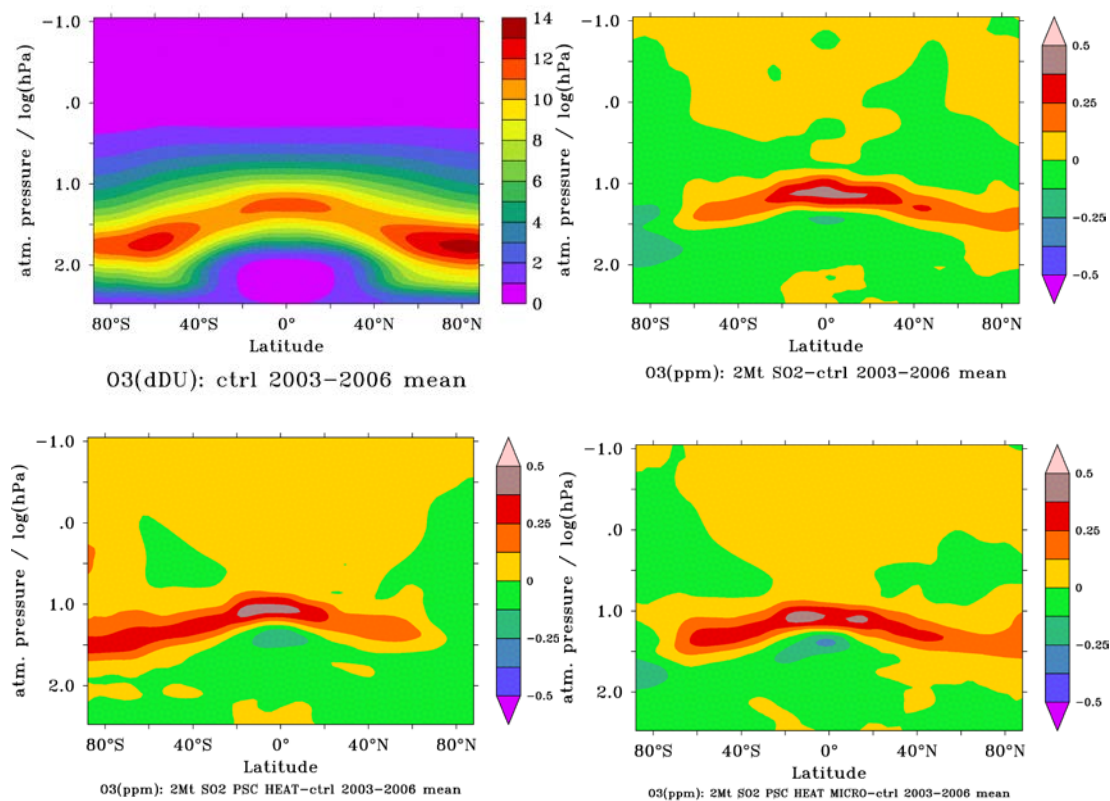 −1.0
.0
1.0
2.0
atm. pressure / log(hPa)
80°S 40°S 0° 40°N 80°N
Latitude
14
12
10
8
6
4
2
0
O3(dDU): ctrl 2003−2006 mean
−1.0
.0
1.0
2.0
atm. pressure / log(hPa)
80°S 40°S 0° 40°N 80°N
Latitude
0.5
0.25
0
−0.25
−0.5
O3(ppm): 2Mt SO2−ctrl 2003−2006 mean
−1.0
.0
1.0
2.0
atm. pressure / log(hPa)
80°S 40°S 0° 40°N 80°N
Latitude
0.5
0.25
0
−0.25
−0.5
O3(ppm): 2Mt SO2 PSC HEAT−ctrl 2003−2006 mean
−1.0
.0
1.0
2.0
atm. pressure / log(hPa)
80°S 40°S 0° 40°N 80°N
Latitude
0.5
0.25
0
−0.25
−0.5
O3(ppm): 2Mt SO2 PSC HEAT MICRO−ctrl 2003−2006 mean